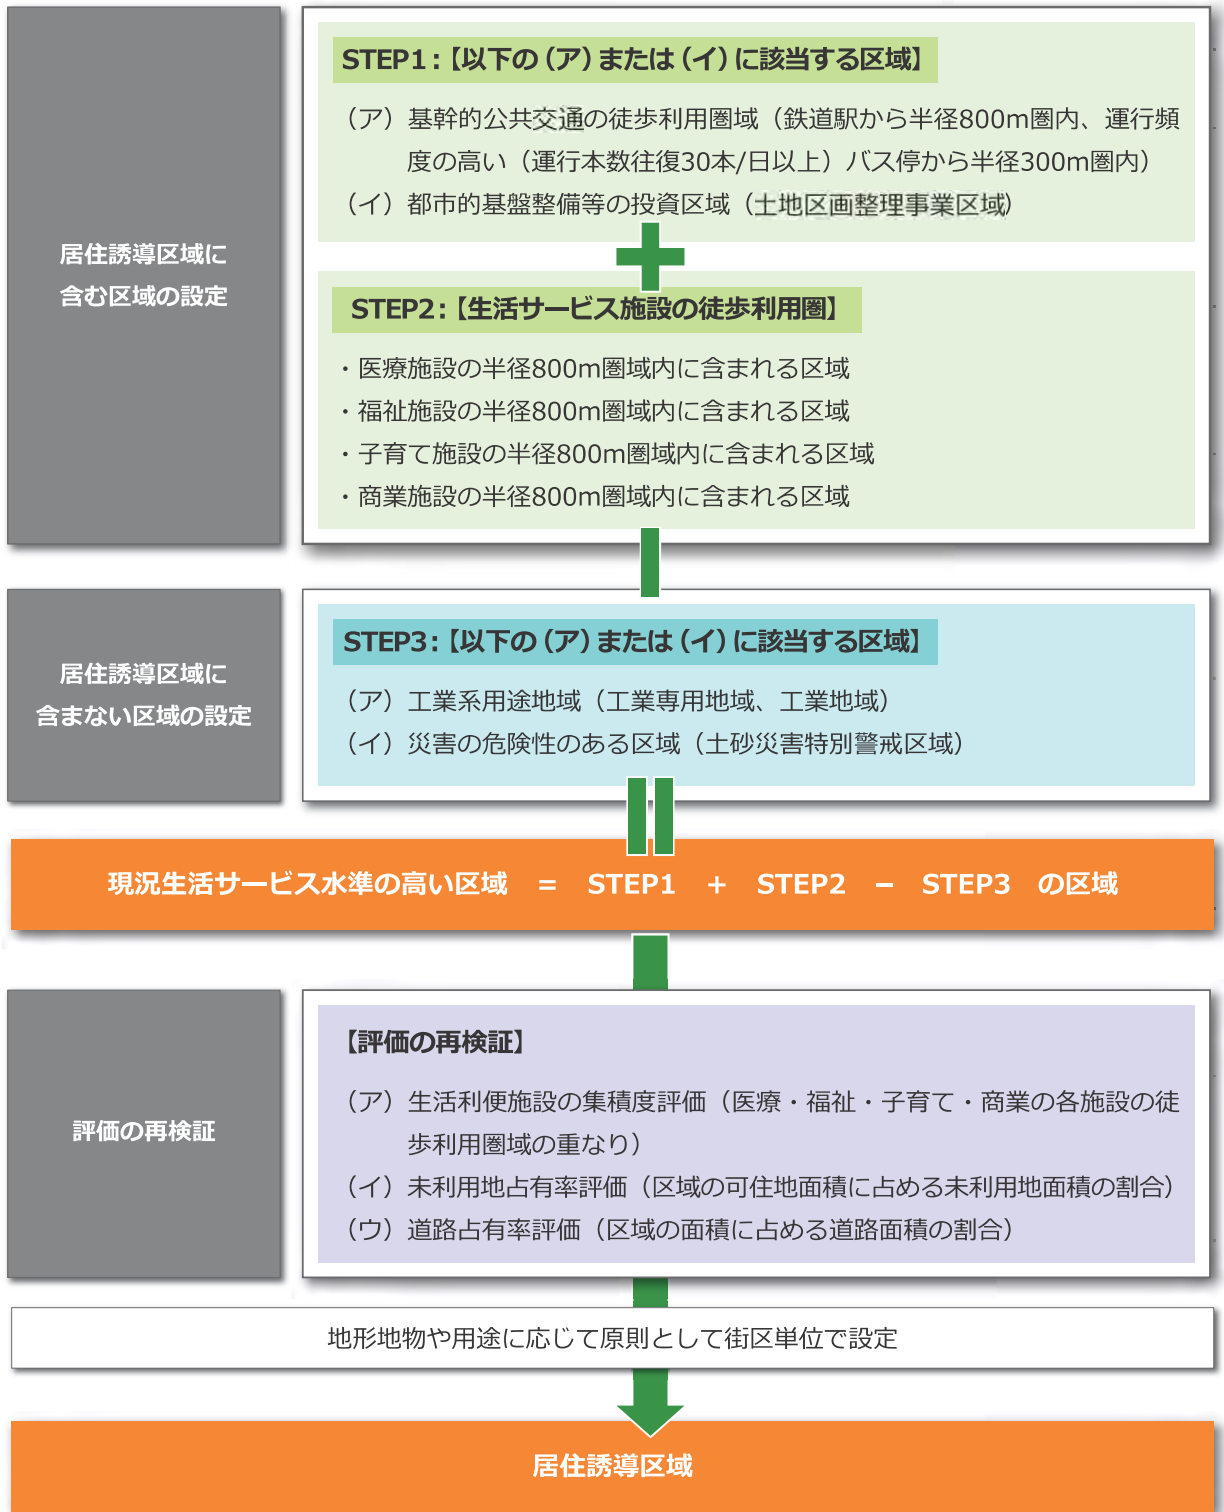 居住誘導区域に
含む区域の設定
STEP1：【以下の（ア）または（イ）に該当する区域】
（ア）基幹的公共交通の徒歩利用圏域（鉄道駅から半径800m圏内、運行頻
度の高い（運行本数往復30本/日以上）バス停から半径300m圏内）
（イ）都市的基盤整備等の投資区域（土地区画整理事業区域）
STEP2：【生活サービス施設の徒歩利用圏】
・医療施設の半径800m圏域内に含まれる区域
・福祉施設の半径800m圏域内に含まれる区域
・子育て施設の半径800m圏域内に含まれる区域
・商業施設の半径800m圏域内に含まれる区域
居住誘導区域に
含まない区域の設定
STEP3：【以下の（ア）または（イ）に該当する区域】
（ア）工業系用途地域（工業専用地域、工業地域）
（イ）災害の危険性のある区域（土砂災害特別警戒区域）
現況生活サービス水準の高い区域　＝　STEP1　＋　STEP2　－　STEP3　の区域
評価の再検証
【評価の再検証】
（ア）生活利便施設の集積度評価（医療・福祉・子育て・商業の各施設の徒
歩利用圏域の重なり）
（イ）未利用地占有率評価（区域の可住地面積に占める未利用地面積の割合）
（ウ）道路占有率評価（区域の面積に占める道路面積の割合）
地形地物や用途に応じて原則として街区単位で設定
居住誘導区域